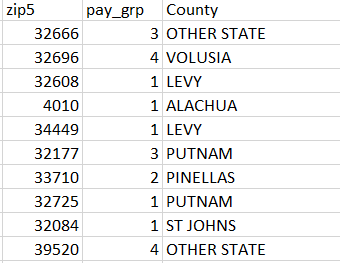 zip5 pay_grp County
32666 3 OTHER STATE
32696 4 VOLUSIA
32608 1 LEVY
4010 1 ALACHUA
34449 1 LEVY
32177 3 PUTNAM
33710 2 PINELLAS
32725 1 PUTNAM
32084 1 ST JOHNS
39520 4 OTHER STATE